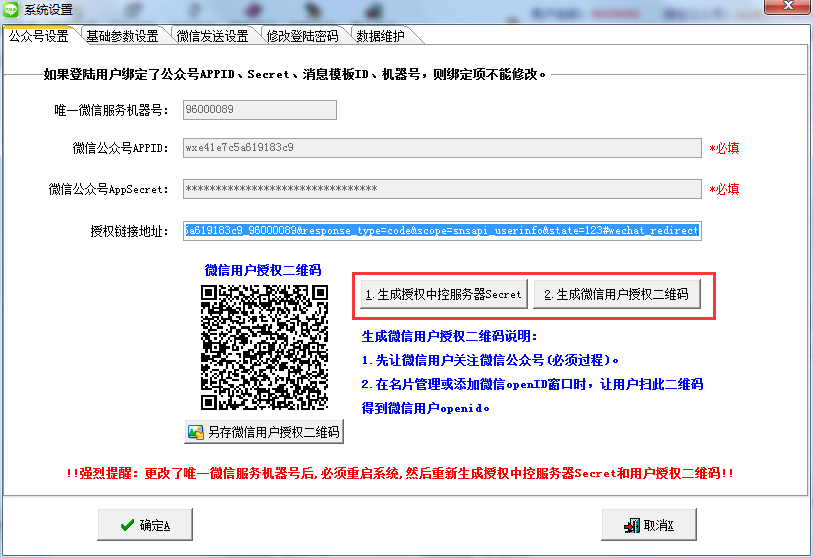 系统设置
公众号设置 基础参数设置 微信发送设置 修改登陆密码 数据维护
如果登陆用户绑定了公众号APPID、Secret、消息模板ID、机器号，则绑定项不能修改。
唯一微信服务机器号： 96000089
微信公众号APPID： wxe41e7c5a619183c9 *必填
微信公众号AppSecret： ******************************** *必填
授权链接地址： a619183c9_96000089&response_type=code&scope=snsapi_userinfo&state=123#wechat_redirect
微信用户授权二维码
1.生成授权中控服务器Secret 2.生成微信用户授权二维码
生成微信用户授权二维码说明：
1.先让微信用户关注微信公众号(必须过程)。
2.在名片管理或添加微信openID窗口时，让用户扫此二维码
得到微信用户openid。
另存微信用户授权二维码
!!强烈提醒：更改了唯一微信服务机器号后,必须重启系统,然后重新生成授权中控服务器Secret和用户授权二维码!!
确定A 取消X